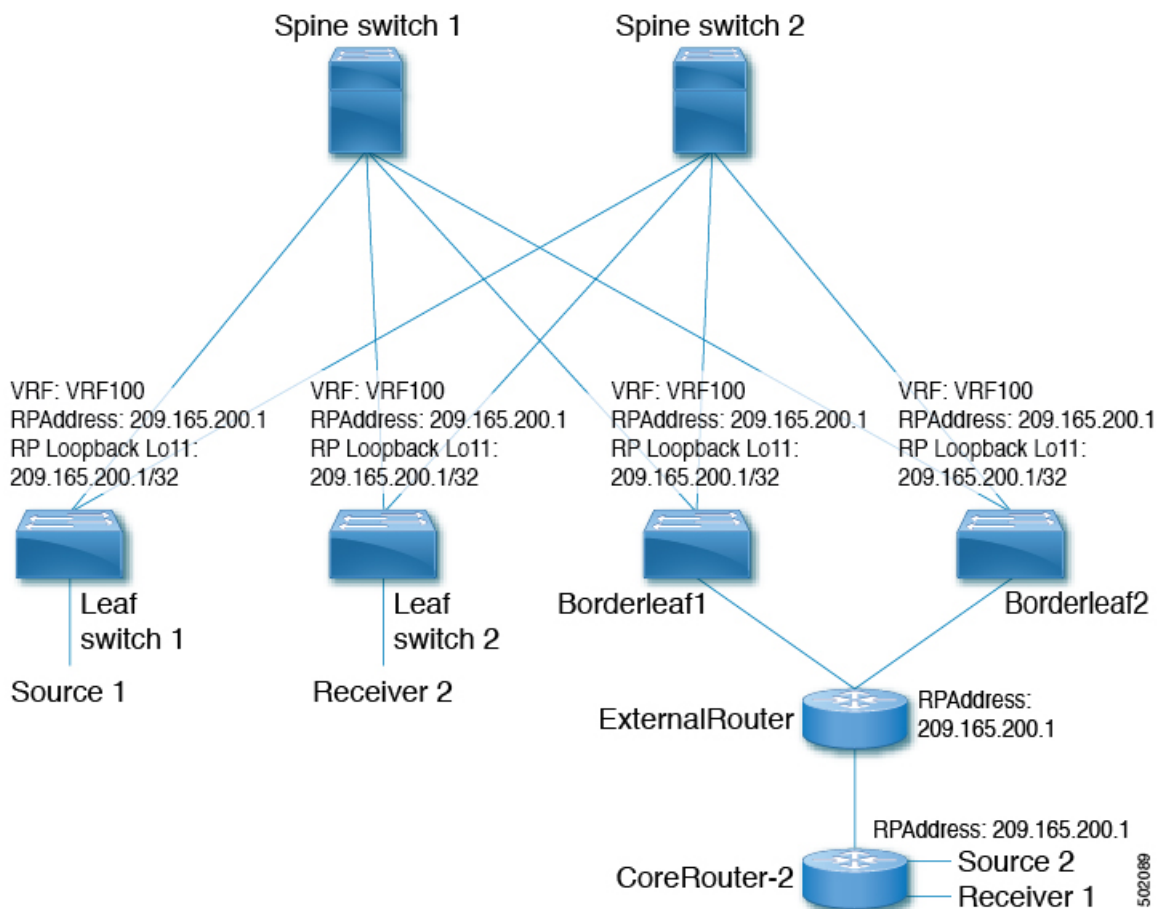 Spine switch 1
Spine switch 2
VRF: VRF100
RPAddress: 209.165.200.1
RP Loopback Lo11:
209.165.200.1/32
VRF: VRF100
RPAddress: 209.165.200.1
RP Loopback Lo11:
209.165.200.1/32
VRF: VRF100
RPAddress: 209.165.200.1
RP Loopback Lo11:
209.165.200.1/32
VRF: VRF100
RPAddress: 209.165.200.1
RP Loopback Lo11:
209.165.200.1/32
Leaf
switch 1
Leaf
switch 2
Borderleaf1
Borderleaf2
Source 1
Receiver 2
ExternalRouter
RPAddress:
209.165.200.1
RPAddress: 209.165.200.1
CoreRouter-2
Source 2
Receiver 1
502089